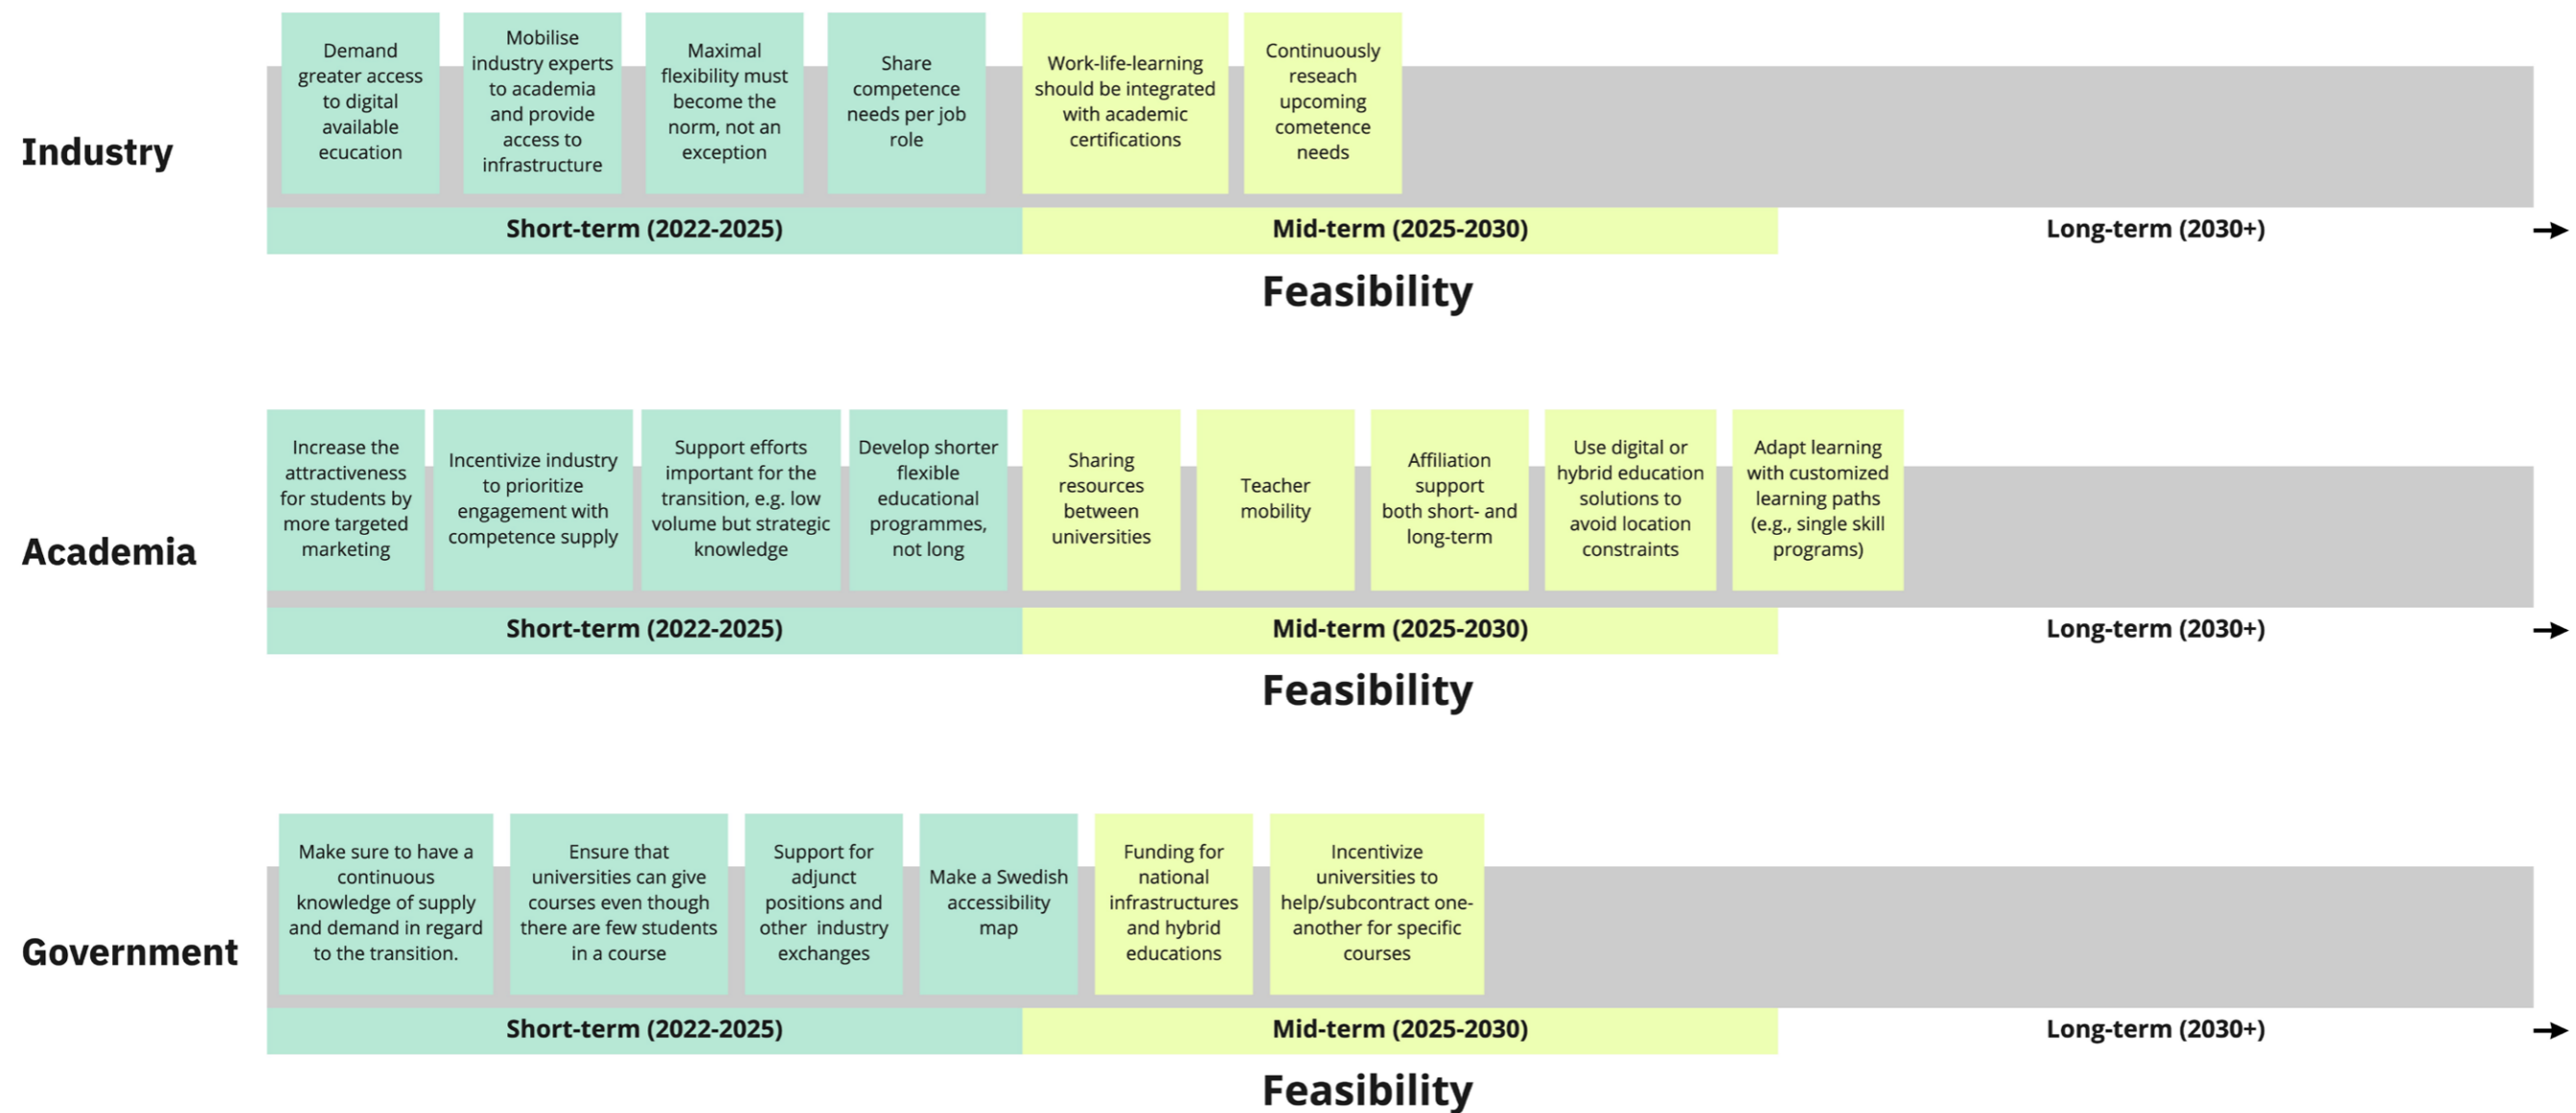 Demand
greater access
to digital
available
ecucation
Mobilise
industry experts
to academia
and provide
access to
infrastructure
Maximal
flexibility must
become the
norm, not an
exception
Share
competence
needs per job
role
Work-life-learning
should be integrated
with academic
certifications
Continuously
reseach
upcoming
cometence
needs
Industry
Short-term (2022-2025)
Mid-term (2025-2030)
Long-term (2030+)
Feasibility
Increase the
attractiveness
for students by
more targeted
marketing
Incentivize industry
to prioritize
engagement with
competence supply
Support efforts
important for the
transition, e.g. low
volume but strategic
knowledge
Develop shorter
flexible
educational
programmes,
not long
Sharing
resources
between
universities
Teacher
mobility
Affiliation
support
both short- and
long-term
Use digital or
hybrid education
solutions to
avoid location
constraints
Adapt learning
with customized
learning paths
(e.g., single skill
programs)
Academia
Short-term (2022-2025)
Mid-term (2025-2030)
Long-term (2030+)
Feasibility
Make sure to have a
continuous
knowledge of supply
and demand in regard
to the transition.
Ensure that
universities can give
courses even though
there are few students
in a course
Support for
adjunct
positions and
other industry
exchanges
Make a Swedish
accessibility
map
Funding for
national
infrastructures
and hybrid
educations
Incentivize
universities to
help/subcontract one-
another for specific
courses
Government
Short-term (2022-2025)
Mid-term (2025-2030)
Long-term (2030+)
Feasibility